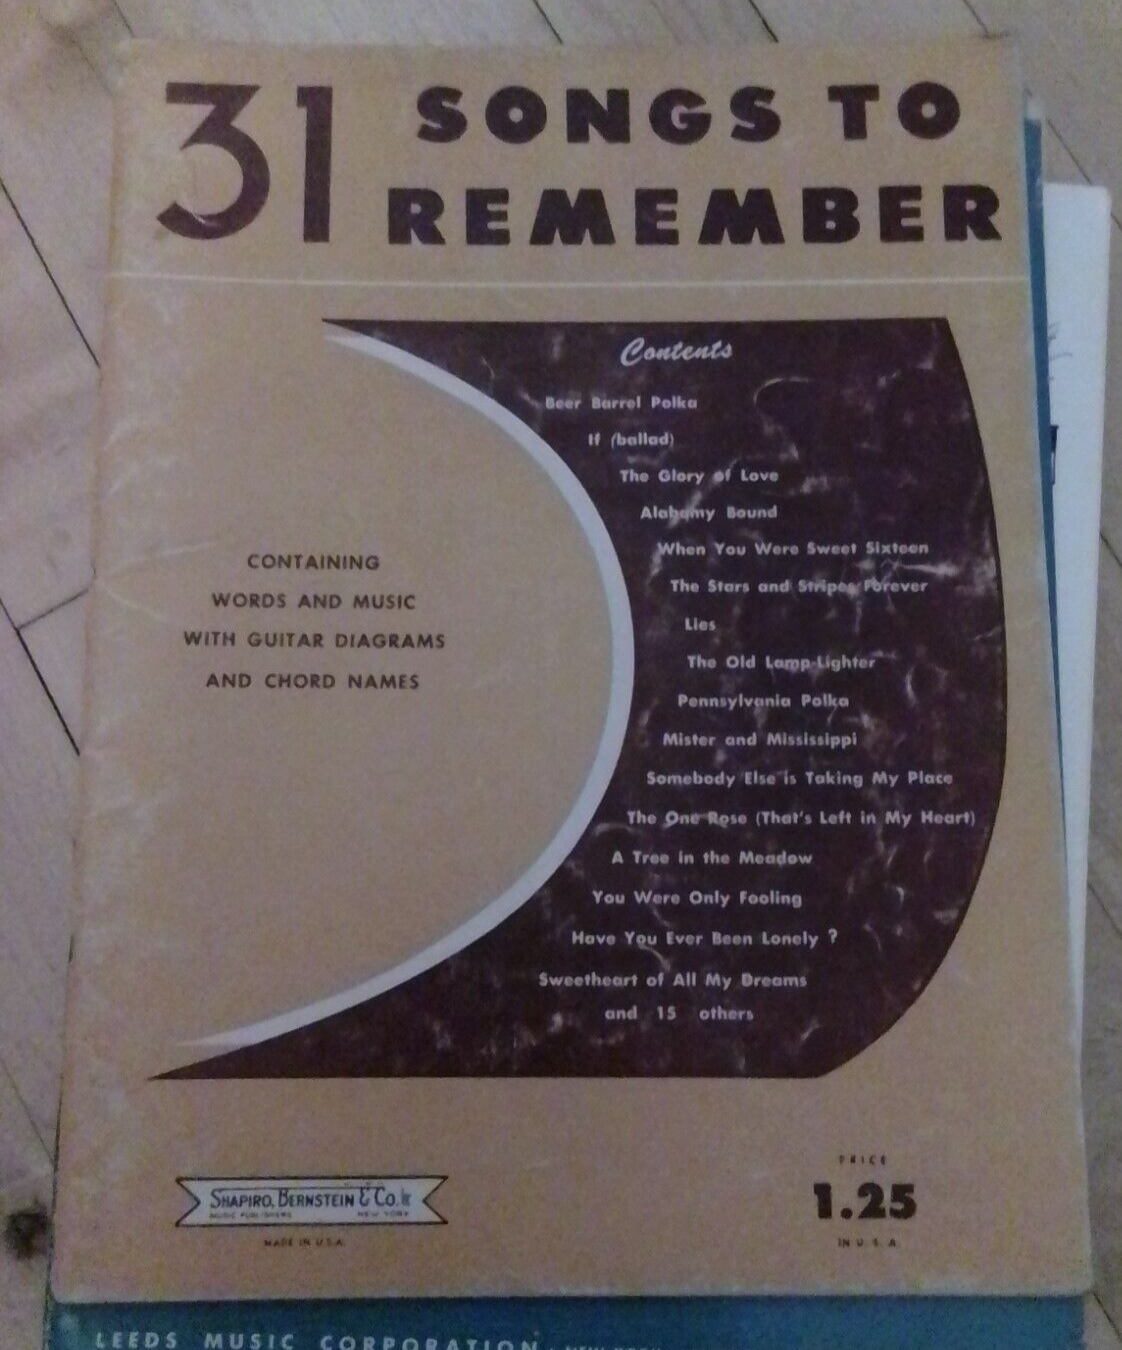 31 SONGS TO
REMEMBER
Contents
Beer Barrel Polka
If (ballad)
The Glory of Love
Alabamy Bound
When You Were Sweet Sixteen
The Stars and Stripes Forever
Lies
The Old Lamp-Lighter
Pennsylvania Polka
Mister and Mississippi
Somebody Else is Taking My Place
The One Rose (That's Left in My Heart)
A Tree in the Meadow
You Were Only Fooling
Have You Ever Been Lonely ?
Sweetheart of All My Dreams
and 15 others
CONTAINING
WORDS AND MUSIC
WITH GUITAR DIAGRAMS
AND CHORD NAMES
SHAPIRO, BERNSTEIN & Co.
MUSIC PUBLISHERS NEW YORK
MADE IN U.S.A.
PRICE
1.25
IN U. S. A.
LEEDS MUSIC CORPORATION